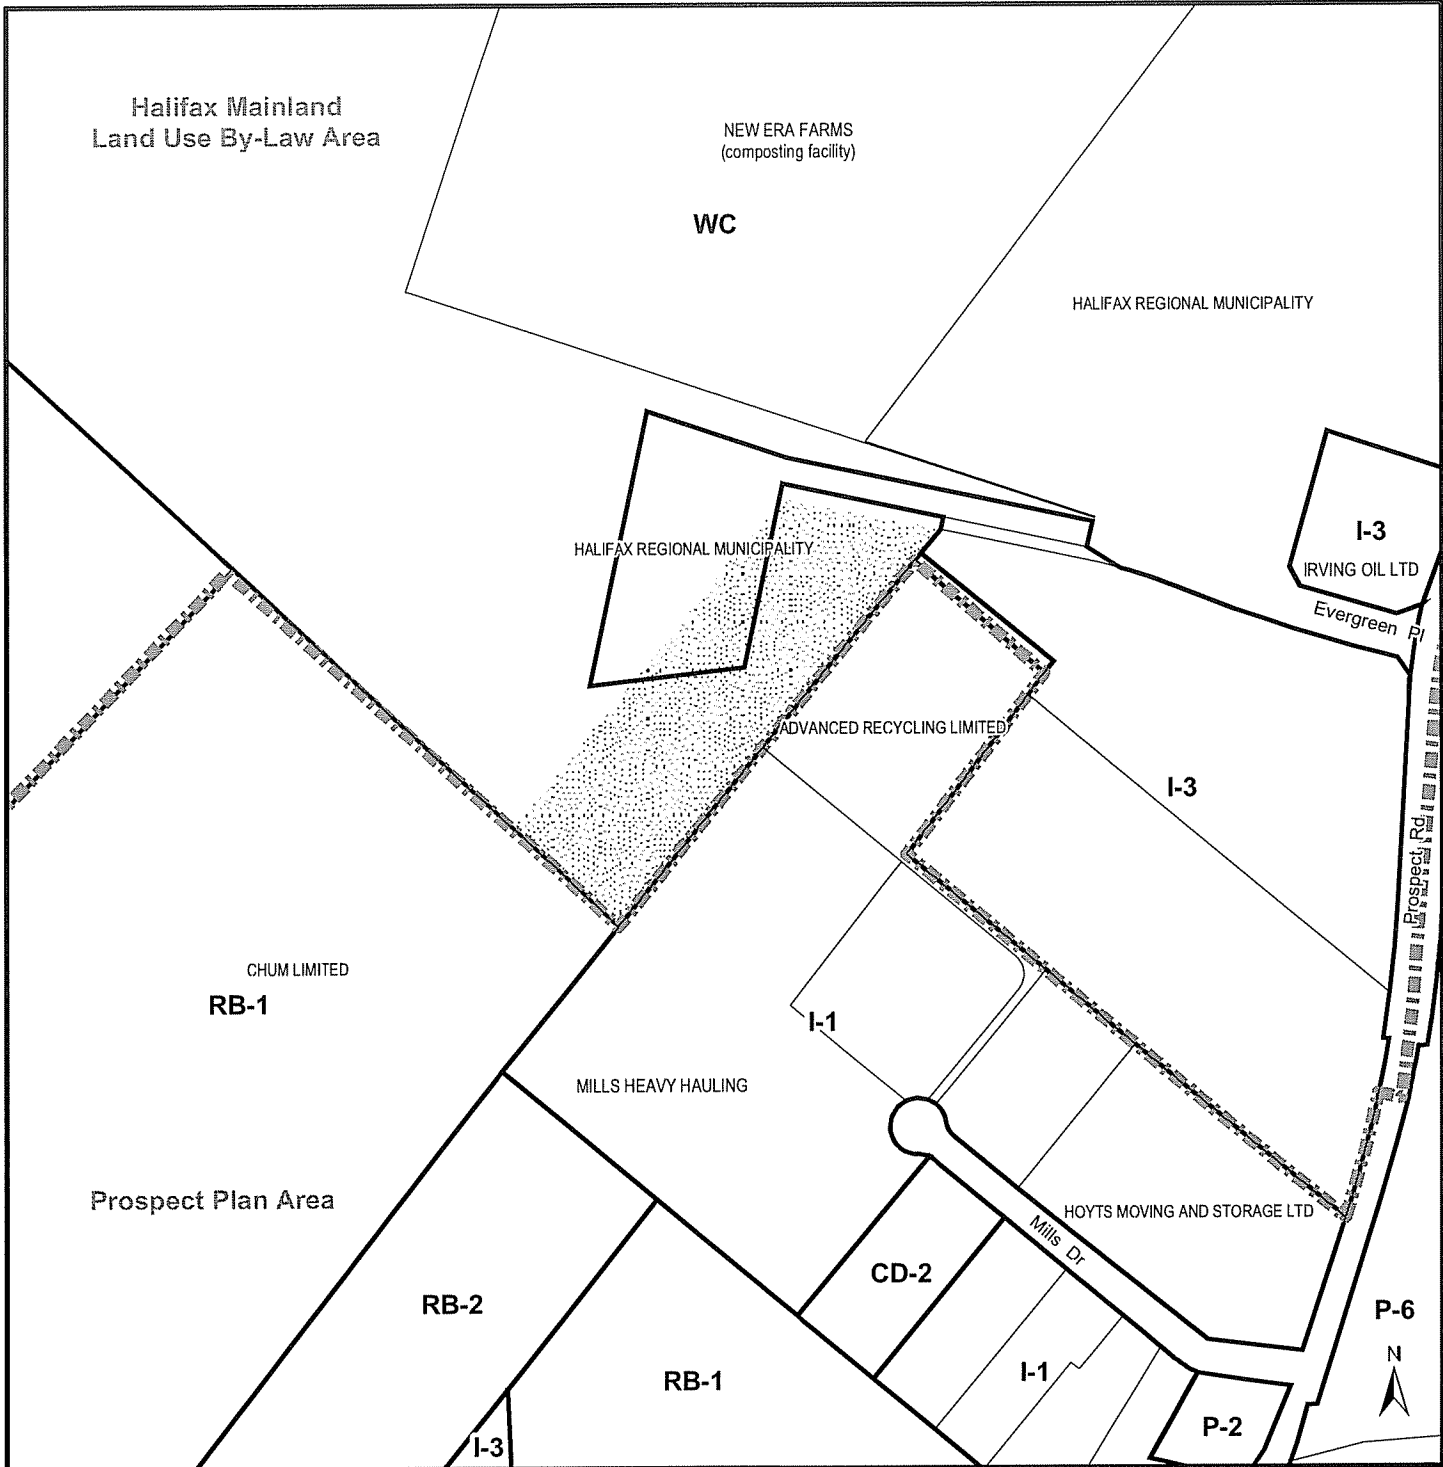 Halifax Mainland
Land Use By-Law Area
NEW ERA FARMS
(composting facility)
WC
HALIFAX REGIONAL MUNICIPALITY
I-3
IRVING OIL LTD
Evergreen Pl
HALIFAX REGIONAL MUNICIPALITY
ADVANCED RECYCLING LIMITED
I-3
Prospect Rd
CHUM LIMITED
RB-1
I-1
MILLS HEAVY HAULING
Prospect Plan Area
HOYTS MOVING AND STORAGE LTD
Mills Dr
CD-2
RB-2
P-6
N
I-1
RB-1
P-2
I-3